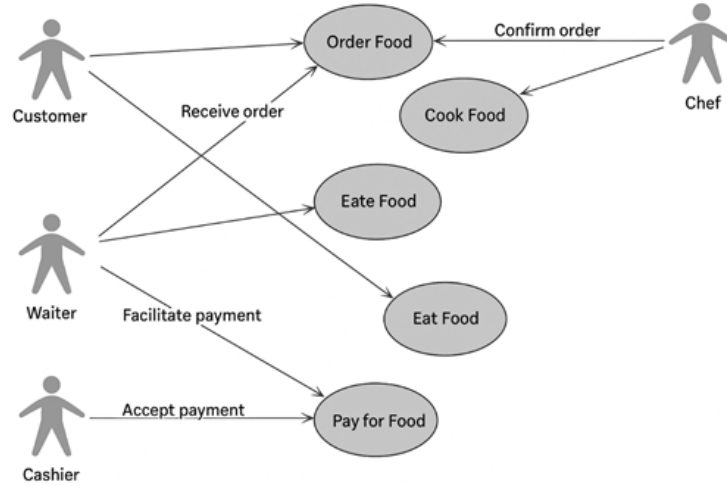 Order Food
Confirm order
Customer
Chef
Receive order
Cook Food
Eate Food
Waiter
Facilitate payment
Eat Food
Accept payment
Pay for Food
Cashier